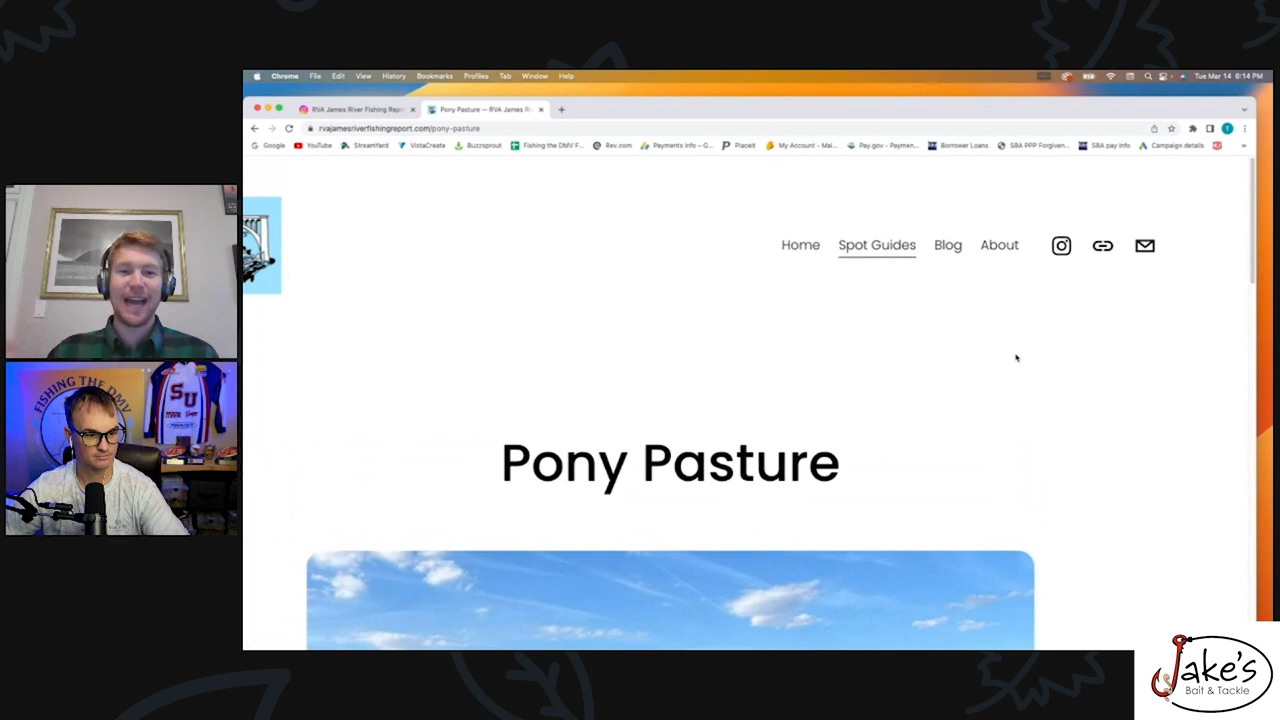 Chrome File Edit View History Bookmarks Profiles Tab Window Help
Tue Mar 14 6:14 PM
RVA James River Fishing Repo
Pony Pasture — RVA James Ri
rvajamesriverfishingreport.com/pony-pasture
Google YouTube StreamYard VistaCreate Buzzsprout Fishing the DMV F... Rev.com Payments info – G... Placeit My Account - Mai... Pay.gov - Paymen... Borrower Loans SBA PPP Forgiven... SBA pay info Campaign details
Home Spot Guides Blog About
Pony Pasture
FISHING THE DMV
SU
Jake's
Bait & Tackle